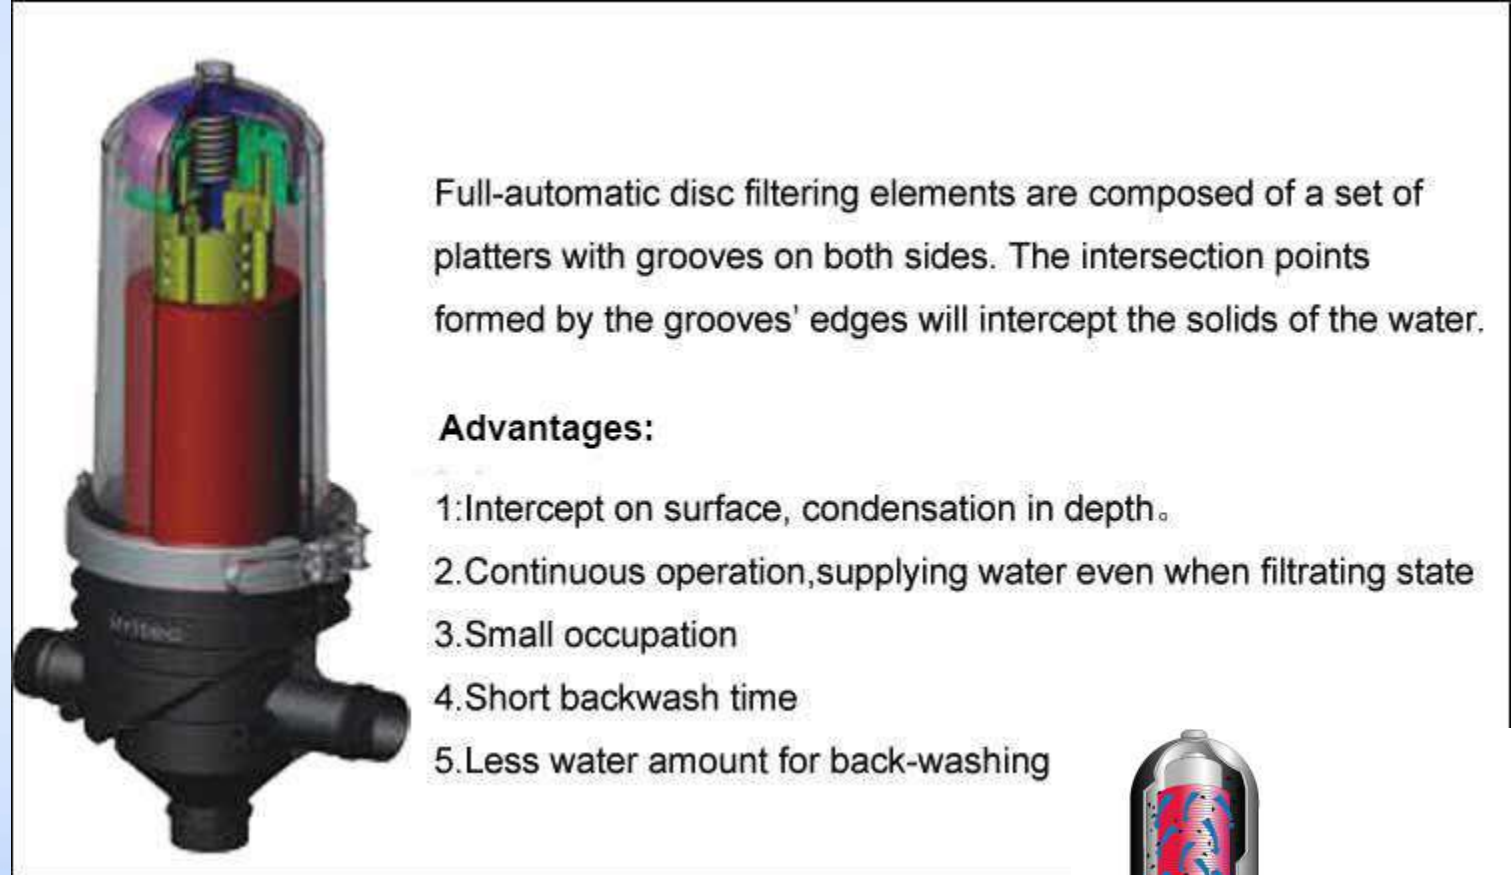 Full-automatic disc filtering elements are composed of a set of
platters with grooves on both sides. The intersection points
formed by the grooves’ edges will intercept the solids of the water.
Advantages:
1:Intercept on surface, condensation in depth。
2.Continuous operation,supplying water even when filtrating state
3.Small occupation
4.Short backwash time
5.Less water amount for back-washing